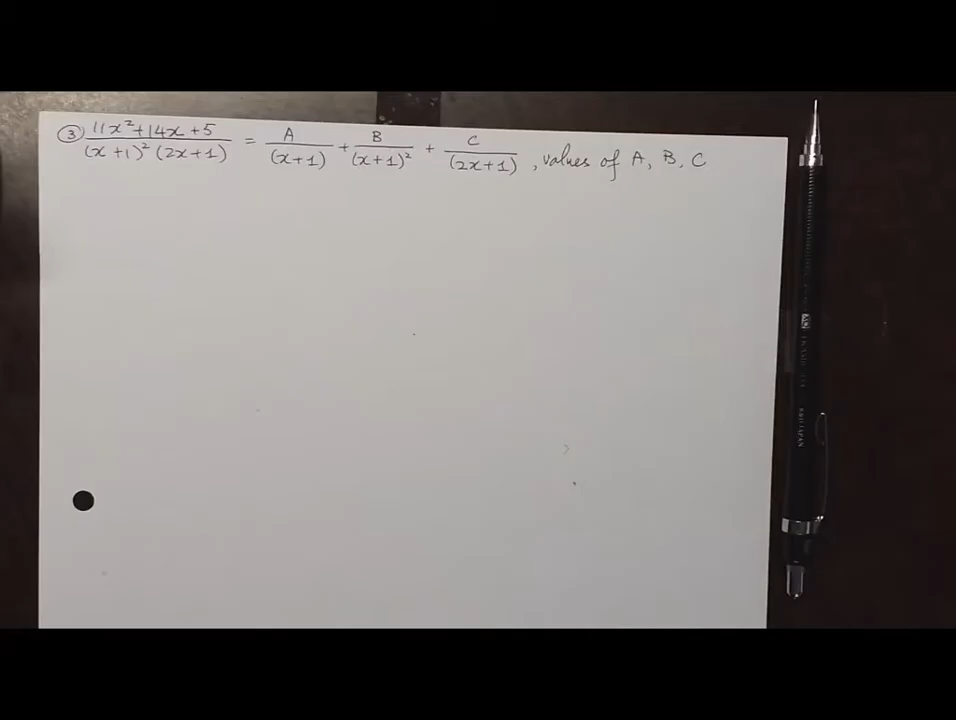 ③ 11x²+14x+5 / (x+1)² (2x+1) = A / (x+1) + B / (x+1)² + C / (2x+1) , values of A, B, C